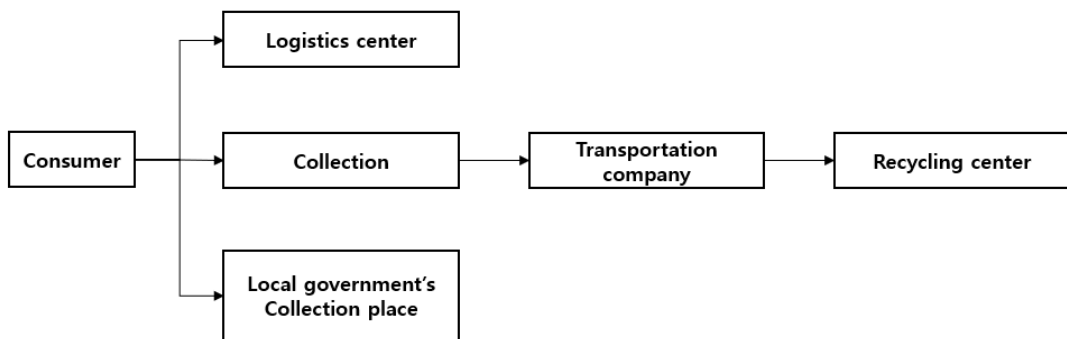 Logistics center
Consumer
Collection
Transportation
company
Recycling center
Local government's
Collection place